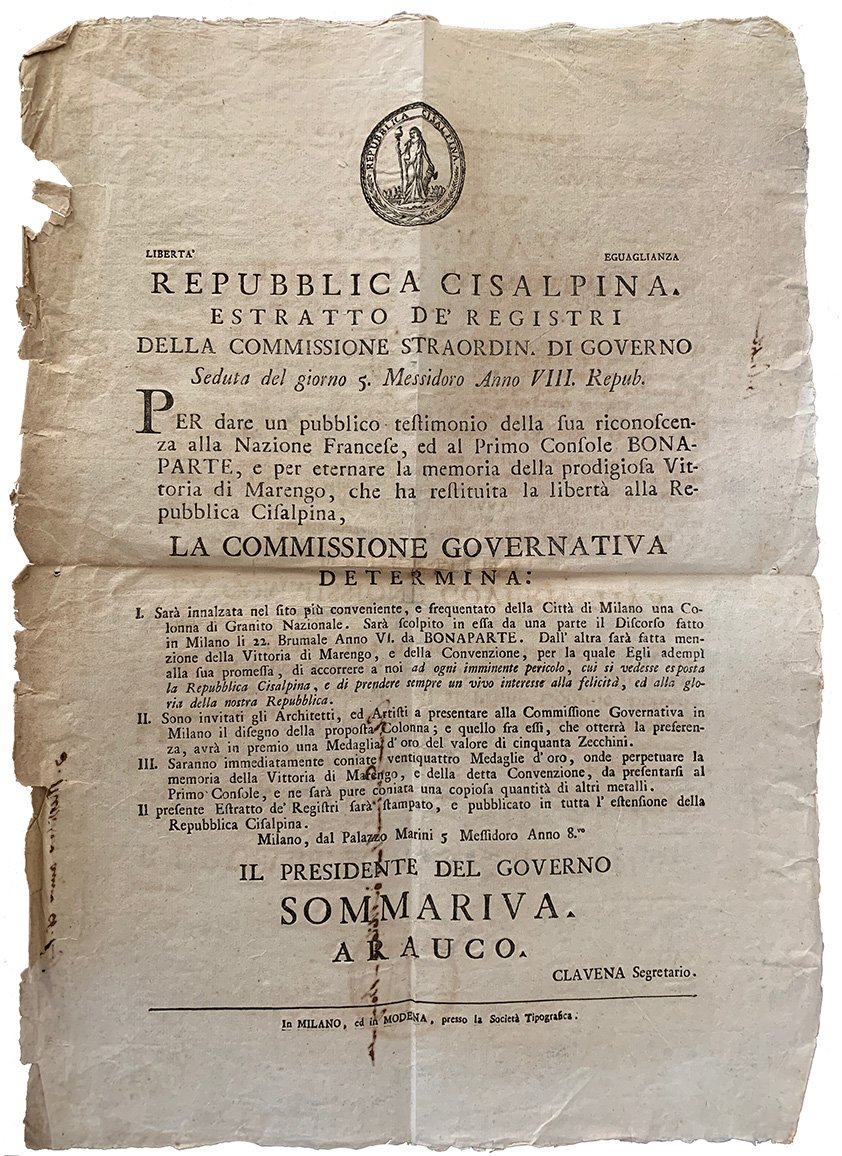 REPUBBLICA CISALPINA.
LIBERTA' EGUAGLIANZA
REPUBBLICA CISALPINA.
ESTRATTO DE' REGISTRI
DELLA COMMISSIONE STRAORDIN. DI GOVERNO
Seduta del giorno 5. Messidoro Anno VIII. Repub.
PER dare un pubblico teſtimonio della ſua riconoſcen-
za alla Nazione Franceſe, ed al Primo Conſole BONA-
PARTE, e per eternare la memoria della prodigioſa Vit-
toria di Marengo, che ha reſtituita la libertà alla Re-
pubblica Ciſalpina,
LA COMMISSIONE GOVERNATIVA
DETERMINA:
I. Sarà innalzata nel ſito più conveniente, e frequentato della Città di Milano una Co-
lonna di Granito Nazionale. Sarà ſcolpito in eſſa da una parte il Diſcorſo fatto
in Milano li 22. Brumale Anno VI. da BONAPARTE. Dall' altra ſarà fatta men-
zione della Vittoria di Marengo, e della Convenzione, per la quale Egli adempì
alla ſua promeſſa, di accorrere a noi ad ogni imminente pericolo, cui ſi vedesse eſpoſta
la Repubblica Ciſalpina, e di prendere ſempre un vivo intereſſe alla felicità, ed alla glo-
ria della noſtra Repubblica.
II. Sono invitati gli Architetti, ed Artiſti a preſentare alla Commiſſione Governativa in
Milano il diſegno della propoſta Colonna; e quello fra eſſi, che otterrà la preferen-
za, avrà in premio una Medaglia d'oro del valore di cinquanta Zecchini.
III. Saranno immediatamente coniate ventiquattro Medaglie d'oro, onde perpetuare la
memoria della Vittoria di Marengo, e della detta Convenzione, da preſentarſi al
Primo Conſole, e ne ſarà pure coniata una copioſa quantità di altri metalli.
Il preſente Eſtratto de' Regiſtri ſarà ſtampato, e pubblicato in tutta l' eſtenſione della
Repubblica Ciſalpina.
Milano, dal Palazzo Marini 5 Meſſidoro Anno 8.ᵛᵒ
IL PRESIDENTE DEL GOVERNO
SOMMARIVA.
ARAUCO.
CLAVENA Segretario.
In MILANO, ed in MODENA, presso la Società Tipografica.